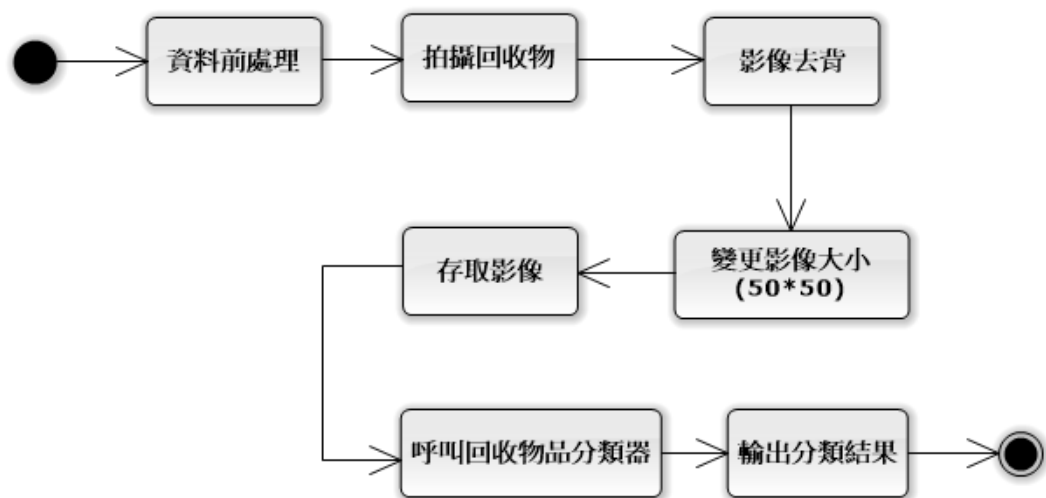 資料前處理
拍攝回收物
影像去背
變更影像大小
(50*50)
存取影像
呼叫回收物品分類器
輸出分類結果